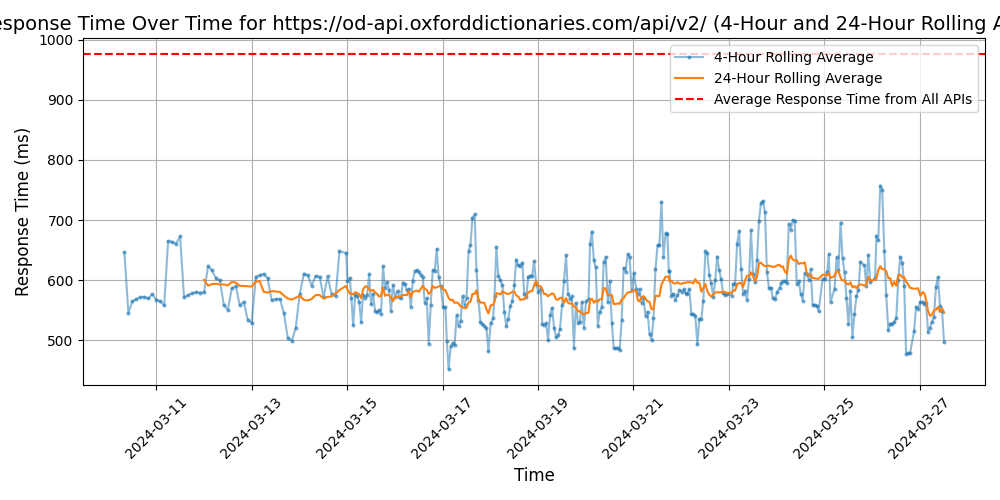 esponse Time Over Time for https://od-api.oxforddictionaries.com/api/v2/ (4-Hour and 24-Hour Rolling A
1000
900
800
700
600
500
Response Time (ms)
4-Hour Rolling Average
24-Hour Rolling Average
Average Response Time from All APIs
2024-03-11
2024-03-13
2024-03-15
2024-03-17
2024-03-19
2024-03-21
2024-03-23
2024-03-25
2024-03-27
Time